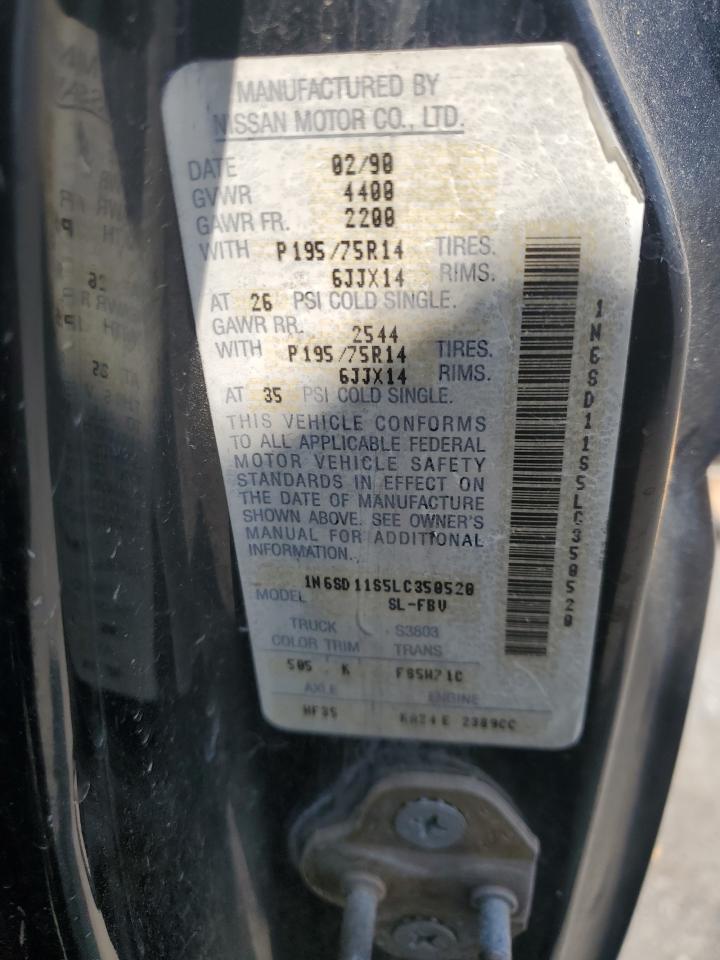 MANUFACTURED BY
NISSAN MOTOR CO., LTD.
DATE 02/90
GVWR 4400
GAWR FR. 2200
WITH P195/75R14 TIRES.
6JJX14 RIMS.
AT 26 PSI COLD SINGLE.
GAWR RR. 2544
WITH P195/75R14 TIRES.
6JJX14 RIMS.
AT 35 PSI COLD SINGLE.
THIS VEHICLE CONFORMS
TO ALL APPLICABLE FEDERAL
MOTOR VEHICLE SAFETY
STANDARDS IN EFFECT ON
THE DATE OF MANUFACTURE
SHOWN ABOVE. SEE OWNER'S
MANUAL FOR ADDITIONAL
INFORMATION.
1N6SD11S5LC350520
MODEL SL-FBV
TRUCK S3803
COLOR TRIM TRANS
505 K FS5W71C
AXLE ENGINE
HF35 KA24E 2389CC
1N6SD11S5LC350520